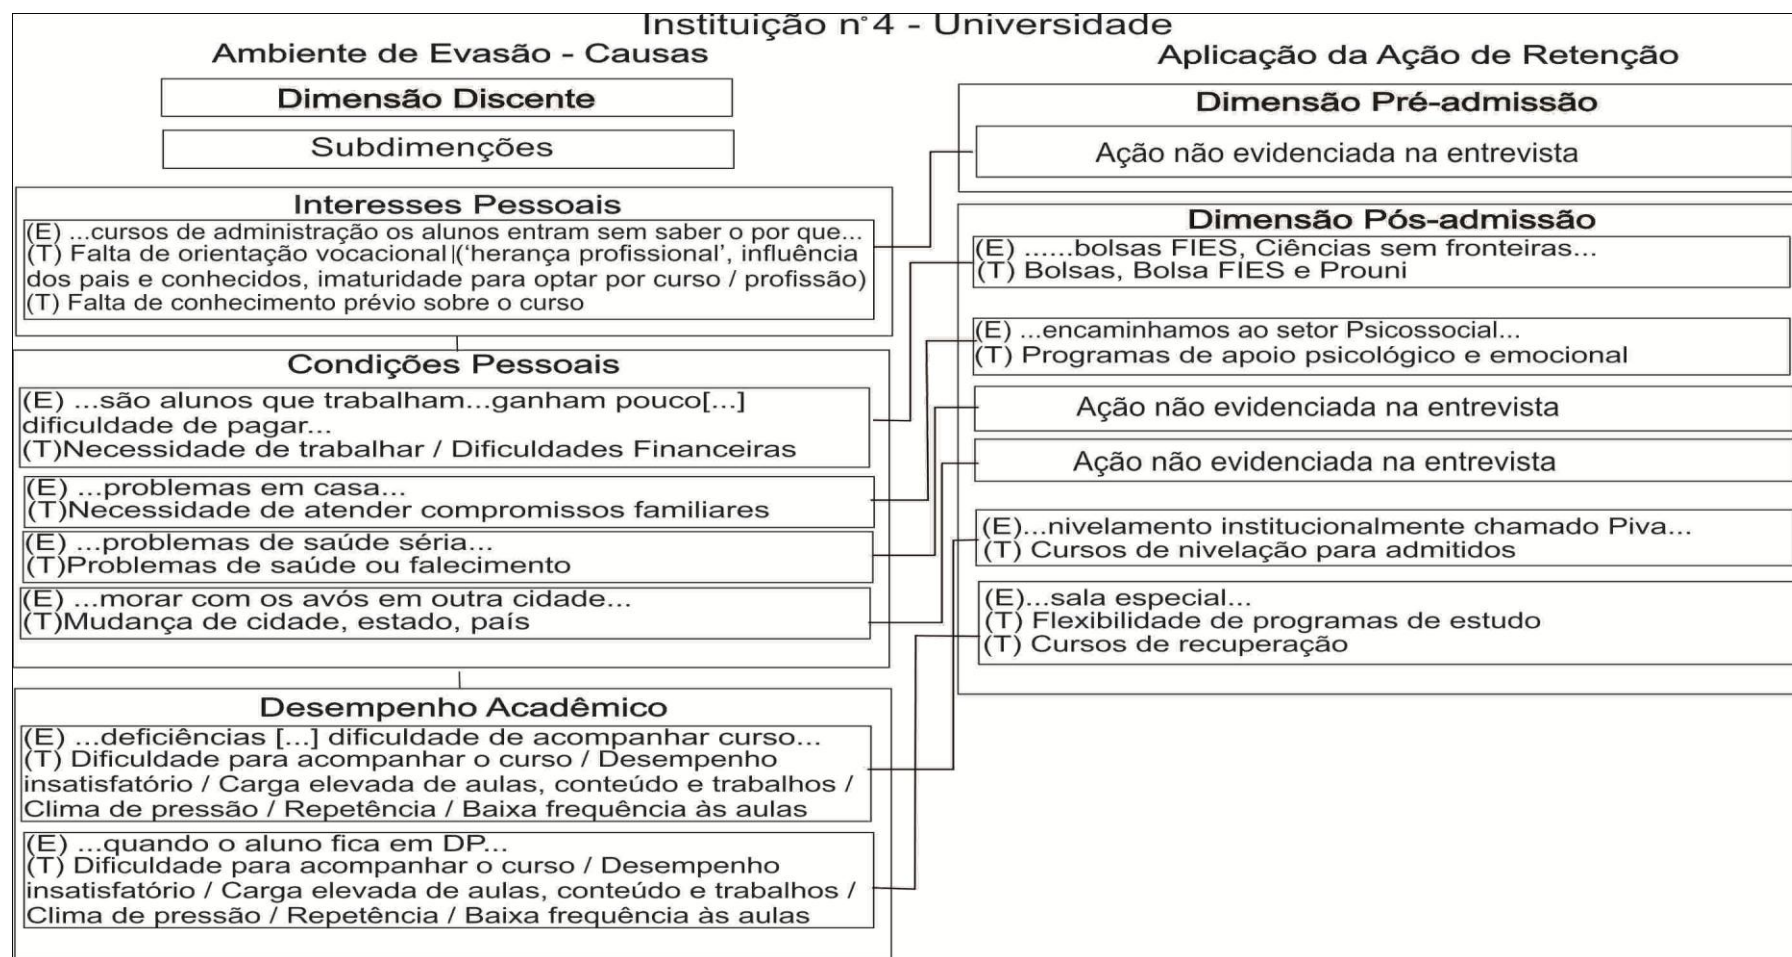 Instituição n°4 - Universidade
Ambiente de Evasão - Causas
Dimensão Discente
Subdimenções
Interesses Pessoais
(E) ...cursos de administração os alunos entram sem saber o por que...
(T) Falta de orientação vocacional|('herança profissional', influência
dos pais e conhecidos, imaturidade para optar por curso / profissão)
(T) Falta de conhecimento prévio sobre o curso
Condições Pessoais
(E) ...são alunos que trabalham...ganham pouco[...]
dificuldade de pagar...
(T)Necessidade de trabalhar / Dificuldades Financeiras
(E) ...problemas em casa...
(T)Necessidade de atender compromissos familiares
(E) ...problemas de saúde séria...
(T)Problemas de saúde ou falecimento
(E) ...morar com os avós em outra cidade...
(T)Mudança de cidade, estado, país
Desempenho Acadêmico
(E) ...deficiências [...] dificuldade de acompanhar curso...
(T) Dificuldade para acompanhar o curso / Desempenho
insatisfatório / Carga elevada de aulas, conteúdo e trabalhos /
Clima de pressão / Repetência / Baixa frequência às aulas
(E) ...quando o aluno fica em DP...
(T) Dificuldade para acompanhar o curso / Desempenho
insatisfatório / Carga elevada de aulas, conteúdo e trabalhos /
Clima de pressão / Repetência / Baixa frequência às aulas
Aplicação da Ação de Retenção
Dimensão Pré-admissão
Ação não evidenciada na entrevista
Dimensão Pós-admissão
(E) ......bolsas FIES, Ciências sem fronteiras...
(T) Bolsas, Bolsa FIES e Prouni
(E) ...encaminhamos ao setor Psicossocial...
(T) Programas de apoio psicológico e emocional
Ação não evidenciada na entrevista
Ação não evidenciada na entrevista
(E)...nivelamento institucionalmente chamado Piva...
(T) Cursos de nivelação para admitidos
(E)...sala especial...
(T) Flexibilidade de programas de estudo
(T) Cursos de recuperação